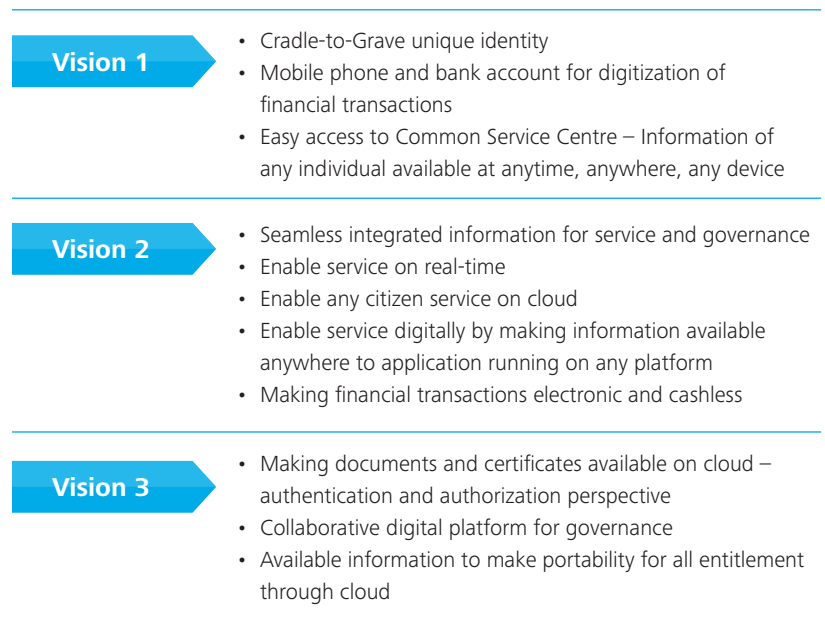 Vision 1
• Cradle-to-Grave unique identity
• Mobile phone and bank account for digitization of
financial transactions
• Easy access to Common Service Centre – Information of
any individual available at anytime, anywhere, any device
Vision 2
• Seamless integrated information for service and governance
• Enable service on real-time
• Enable any citizen service on cloud
• Enable service digitally by making information available
anywhere to application running on any platform
• Making financial transactions electronic and cashless
Vision 3
• Making documents and certificates available on cloud –
authentication and authorization perspective
• Collaborative digital platform for governance
• Available information to make portability for all entitlement
through cloud